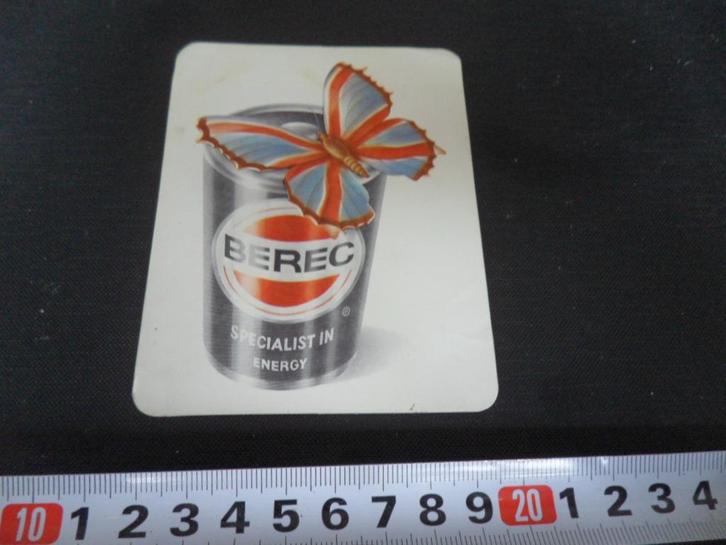 BEREC
®
SPECIALIST IN
ENERGY
10 1 2 3 4 5 6 7 8 9 20 1 2 3 4